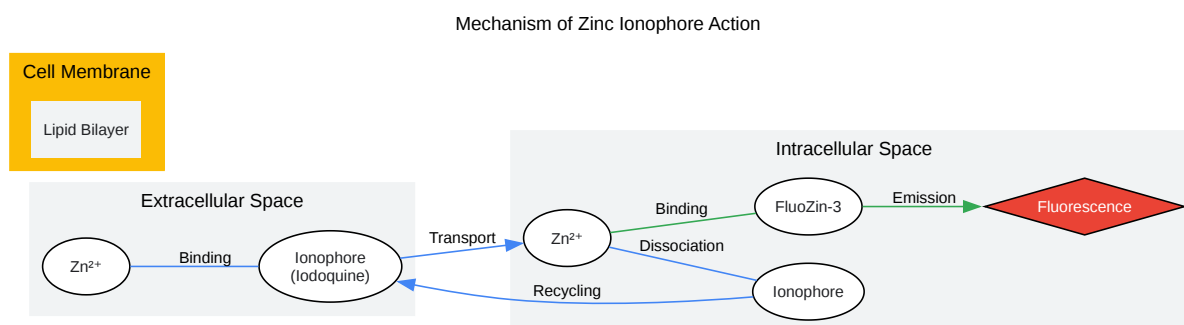 Mechanism of Zinc Ionophore Action
Cell Membrane
Lipid Bilayer
Extracellular Space
Zn²⁺
Binding
Ionophore
(Iodoquine)
Transport
Recycling
Intracellular Space
Zn²⁺
Binding
Dissociation
FluoZin-3
Ionophore
Emission
Fluorescence